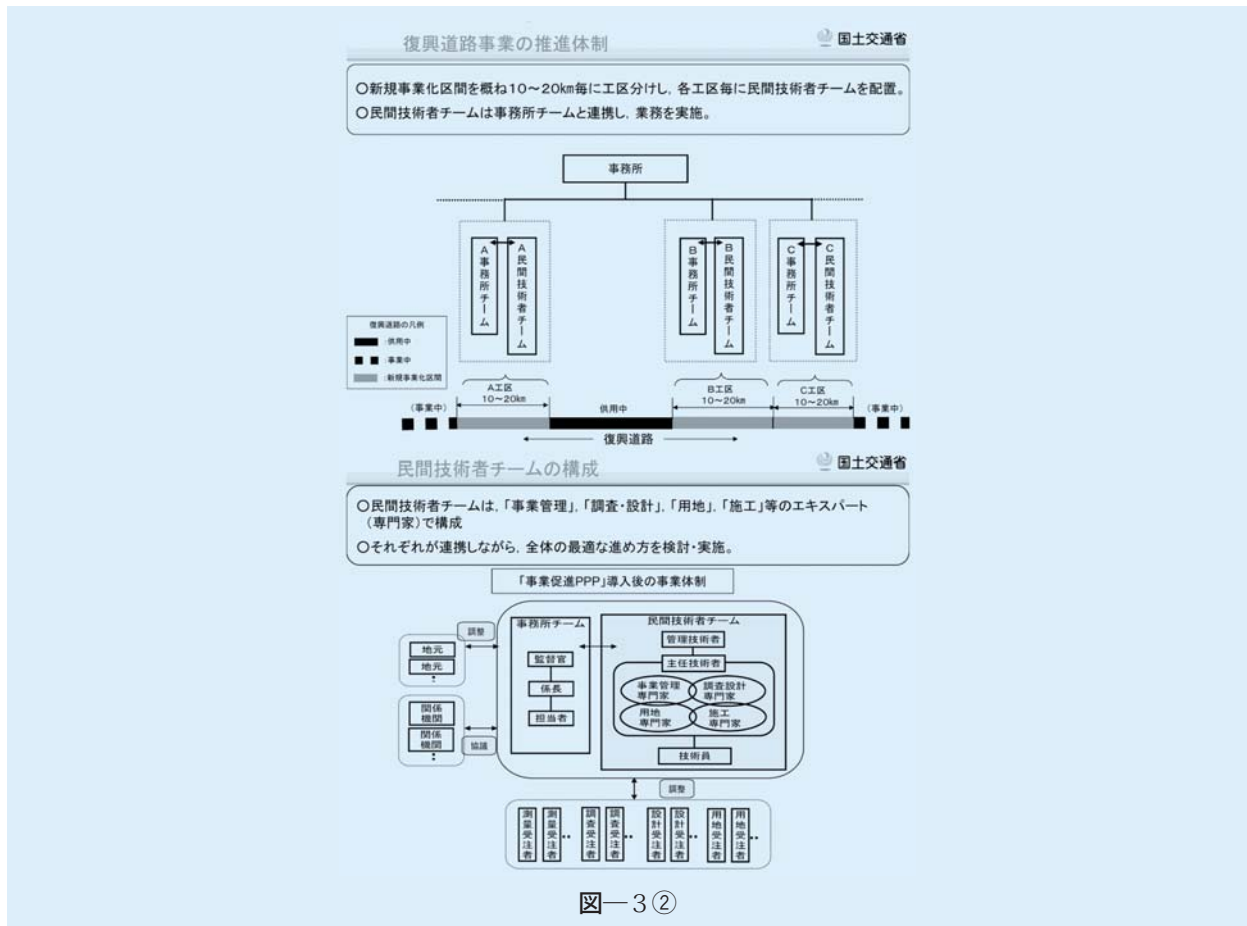 復興道路事業の推進体制
国土交通省
○新規事業化区間を概ね10～20km毎に工区分けし，各工区毎に民間技術者チームを配置。
○民間技術者チームは事務所チームと連携し，業務を実施。
事務所
A事務所チーム
A民間技術者チーム
B事務所チーム
B民間技術者チーム
C事務所チーム
C民間技術者チーム
復興道路の凡例
:供用中
:事業中
:新規事業化区間
A工区
10～20km
B工区
10～20km
C工区
10～20km
（事業中）
供用中
（事業中）
復興道路
民間技術者チームの構成
国土交通省
○民間技術者チームは，「事業管理」，「調査・設計」，「用地」，「施工」等のエキスパート
（専門家）で構成
○それぞれが連携しながら，全体の最適な進め方を検討・実施。
「事業促進PPP」導入後の事業体制
事務所チーム
監督官
係長
担当者
民間技術者チーム
管理技術者
主任技術者
事業管理
専門家
調査設計
専門家
用地
専門家
施工
専門家
技術員
調整
地元
地元
：
関係
機関
関係
機関
：
協議
調整
測量受注者
測量受注者
‥
調査受注者
調査受注者
‥
設計受注者
設計受注者
‥
用地受注者
用地受注者
‥
図―3②